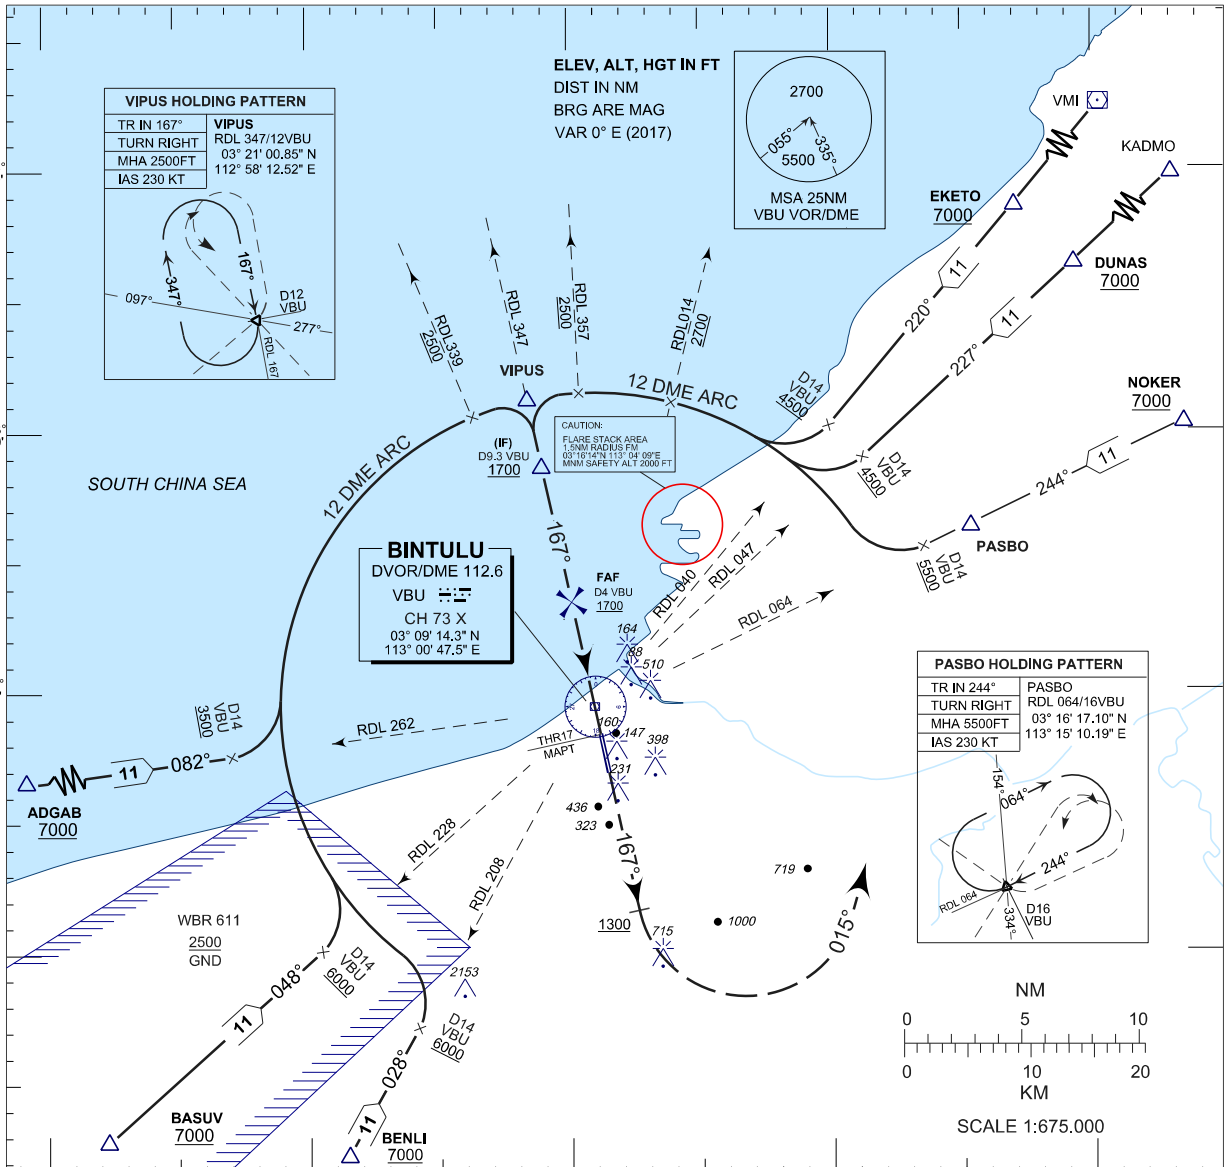 ELEV, ALT, HGT IN FT
DIST IN NM
BRG ARE MAG
VAR 0° E (2017)
2700
055°
335°
5500
MSA 25NM
VBU VOR/DME
VIPUS HOLDING PATTERN
TR IN 167°
TURN RIGHT
MHA 2500FT
IAS 230 KT
VIPUS
RDL 347/12VBU
03° 21' 00.85" N
112° 58' 12.52" E
347°
167°
097°
D12
VBU
277°
RDL 167
VMI
KADMO
EKETO
7000
DUNAS
7000
NOKER
7000
11
220°
11
227°
11
244°
D14
VBU
4500
D14
VBU
4500
D14
VBU
5500
PASBO
RDL339
2500
RDL 347
RDL 357
2500
RDL014
2700
VIPUS
12 DME ARC
12 DME ARC
(IF)
D9.3 VBU
1700
CAUTION:
FLARE STACK AREA
1.5NM RADIUS FM
03°16'14"N 113° 04' 09"E
MNM SAFETY ALT 2000 FT
SOUTH CHINA SEA
167°
BINTULU
DVOR/DME 112.6
VBU
CH 73 X
03° 09' 14.3" N
113° 00' 47.5" E
FAF
D4 VBU
1700
RDL 040
RDL 047
RDL 064
164
88
510
160
147
398
231
THR17
MAPT
RDL 262
D14
VBU
3500
11
082°
ADGAB
7000
436
323
RDL 228
RDL 208
167°
719
1000
1300
715
015°
WBR 611
2500
GND
2153
D14
VBU
6000
048°
11
D14
VBU
6000
028°
11
BASUV
7000
BENLI
7000
PASBO HOLDING PATTERN
TR IN 244°
TURN RIGHT
MHA 5500FT
IAS 230 KT
PASBO
RDL 064/16VBU
03° 16' 17.10" N
113° 15' 10.19" E
154°
064°
244°
RDL 064
334°
D16
VBU
NM
0 5 10
0 10 20
KM
SCALE 1:675.000